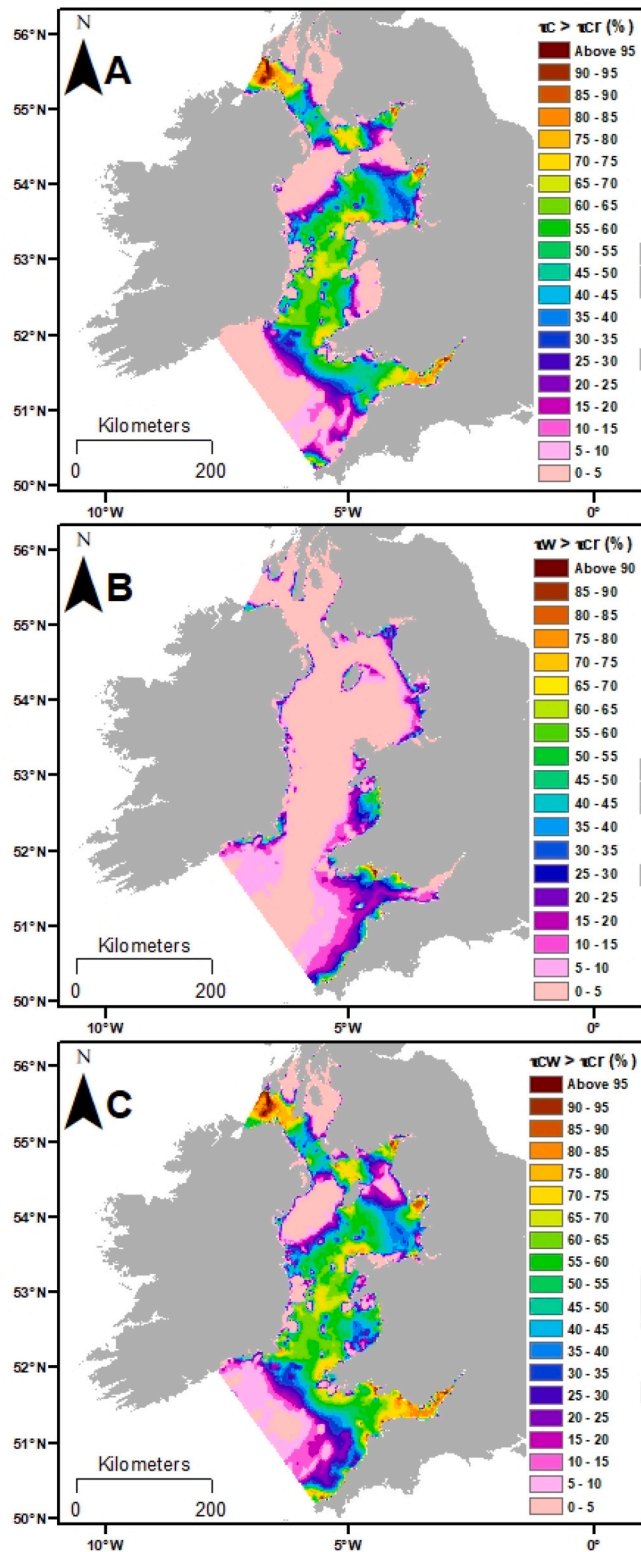 N
A
56°N
55°N
54°N
53°N
52°N
51°N
50°N
Kilometers
0 200
10°W 5°W 0°
τc > τcr (%)
Above 95
90 - 95
85 - 90
80 - 85
75 - 80
70 - 75
65 - 70
60 - 65
55 - 60
50 - 55
45 - 50
40 - 45
35 - 40
30 - 35
25 - 30
20 - 25
15 - 20
10 - 15
5 - 10
0 - 5
N
B
56°N
55°N
54°N
53°N
52°N
51°N
50°N
Kilometers
0 200
10°W 5°W 0°
τw > τcr (%)
Above 90
85 - 90
80 - 85
75 - 80
70 - 75
65 - 70
60 - 65
55 - 60
50 - 55
45 - 50
40 - 45
35 - 40
30 - 35
25 - 30
20 - 25
15 - 20
10 - 15
5 - 10
0 - 5
N
C
56°N
55°N
54°N
53°N
52°N
51°N
50°N
Kilometers
0 200
10°W 5°W 0°
τcw > τcr (%)
Above 95
90 - 95
85 - 90
80 - 85
75 - 80
70 - 75
65 - 70
60 - 65
55 - 60
50 - 55
45 - 50
40 - 45
35 - 40
30 - 35
25 - 30
20 - 25
15 - 20
10 - 15
5 - 10
0 - 5